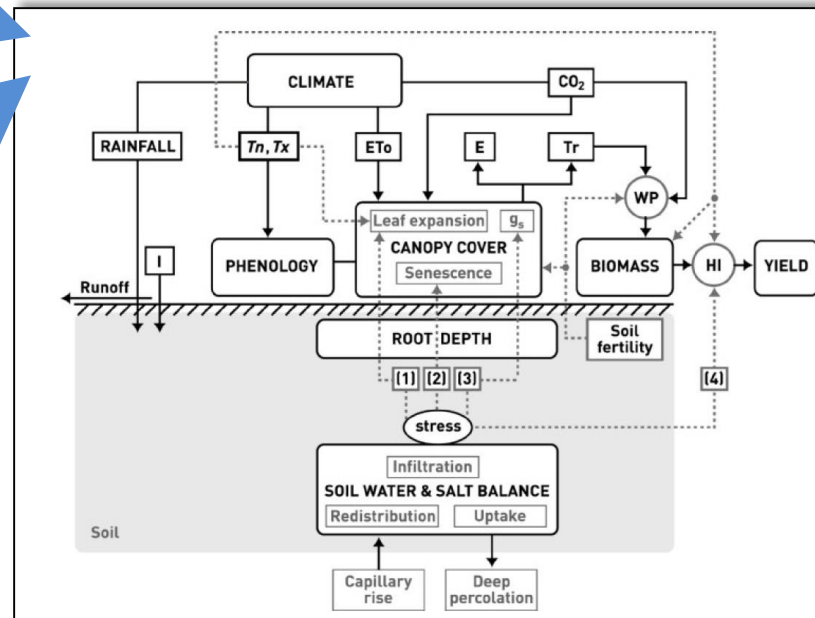 CLIMATE
CO₂
RAINFALL
Tn, Tx
ETo
E
Tr
WP
Leaf expansion
gₛ
CANOPY COVER
Senescence
PHENOLOGY
I
BIOMASS
HI
YIELD
Runoff
ROOT DEPTH
Soil
fertility
(1)
(2)
(3)
(4)
stress
Infiltration
SOIL WATER & SALT BALANCE
Redistribution
Uptake
Soil
Capillary
rise
Deep
percolation